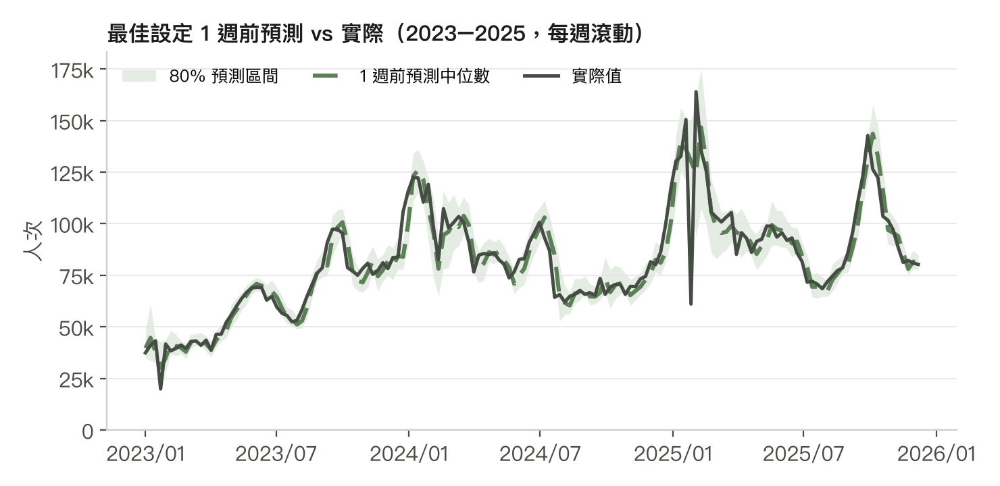 最佳設定 1 週前預測 vs 實際（2023—2025，每週滾動）
80% 預測區間 1 週前預測中位數 實際值
175k
150k
125k
100k
75k
50k
25k
0
人次
2023/01 2023/07 2024/01 2024/07 2025/01 2025/07 2026/01